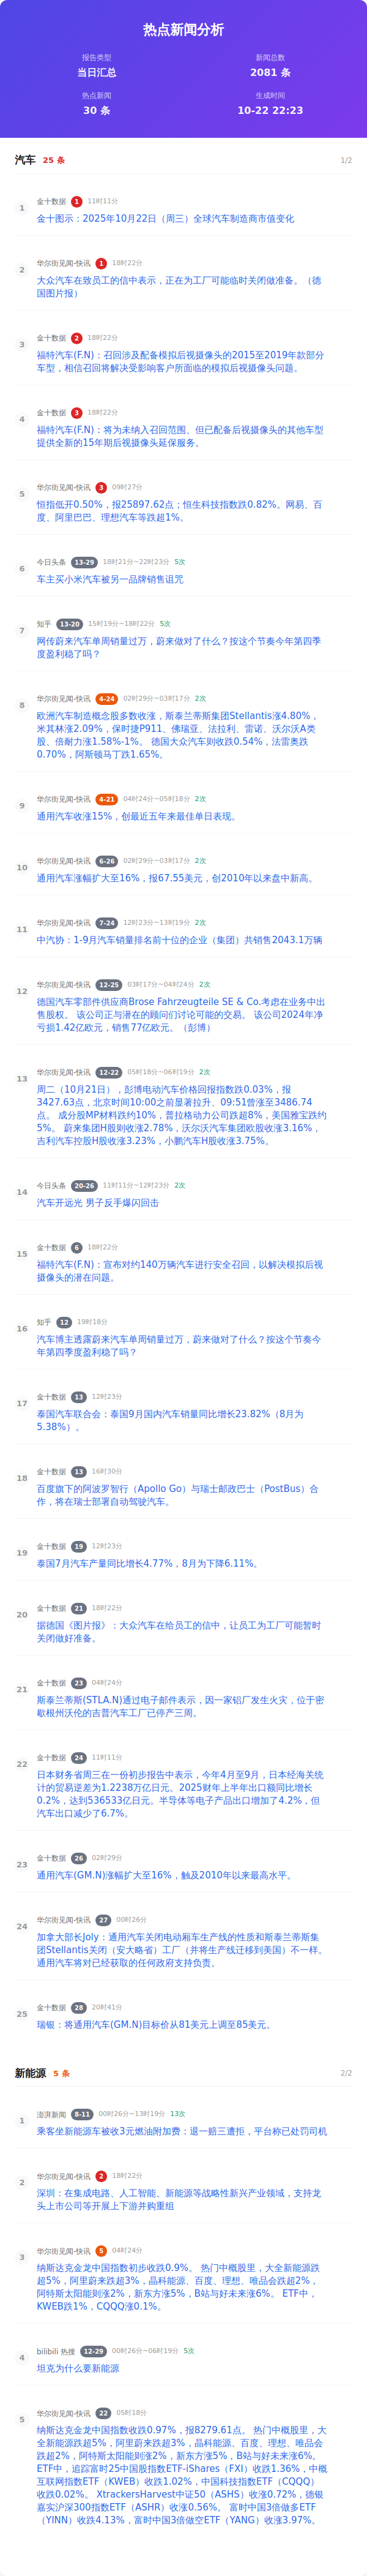 热点新闻分析
报告类型
当日汇总
新闻总数
2081 条
热点新闻
30 条
生成时间
10-22 22:23
汽车 25 条 1/2
1
金十数据 1 11时11分
金十图示：2025年10月22日（周三）全球汽车制造商市值变化
2
华尔街见闻-快讯 1 18时22分
大众汽车在致员工的信中表示，正在为工厂可能临时关闭做准备。（德
国图片报）
3
金十数据 2 18时22分
福特汽车(F.N)：召回涉及配备模拟后视摄像头的2015至2019年款部分
车型，相信召回将解决受影响客户所面临的模拟后视摄像头问题。
4
金十数据 3 18时22分
福特汽车(F.N)：将为未纳入召回范围、但已配备后视摄像头的其他车型
提供全新的15年期后视摄像头延保服务。
5
华尔街见闻-快讯 3 09时27分
恒指低开0.50%，报25897.62点；恒生科技指数跌0.82%。网易、百
度、阿里巴巴、理想汽车等跌超1%。
6
今日头条 13-29 18时21分~22时23分 5次
车主买小米汽车被另一品牌销售诅咒
7
知乎 13-20 15时19分~18时22分 5次
网传蔚来汽车单周销量过万，蔚来做对了什么？按这个节奏今年第四季
度盈利稳了吗？
8
华尔街见闻-快讯 4-24 02时29分~03时17分 2次
欧洲汽车制造概念股多数收涨，斯泰兰蒂斯集团Stellantis涨4.80%，
米其林涨2.09%，保时捷P911、佛瑞亚、法拉利、雷诺、沃尔沃A类
股、倍耐力涨1.58%-1%。 德国大众汽车则收跌0.54%，法雷奥跌
0.70%，阿斯顿马丁跌1.65%。
9
华尔街见闻-快讯 4-21 04时24分~05时18分 2次
通用汽车收涨15%，创最近五年来最佳单日表现。
10
华尔街见闻-快讯 6-26 02时29分~03时17分 2次
通用汽车涨幅扩大至16%，报67.55美元，创2010年以来盘中新高。
11
华尔街见闻-快讯 7-24 12时23分~13时19分 2次
中汽协：1-9月汽车销量排名前十位的企业（集团）共销售2043.1万辆
12
华尔街见闻-快讯 12-25 03时17分~04时24分 2次
德国汽车零部件供应商Brose Fahrzeugteile SE & Co.考虑在业务中出
售股权。 该公司正与潜在的顾问们讨论可能的交易。 该公司2024年净
亏损1.42亿欧元，销售77亿欧元。（彭博）
13
华尔街见闻-快讯 12-22 05时18分~06时19分 2次
周二（10月21日），彭博电动汽车价格回报指数跌0.03%，报
3427.63点，北京时间10:00之前显著拉升、09:51曾涨至3486.74
点。 成分股MP材料跌约10%，普拉格动力公司跌超8%，美国雅宝跌约
5%。 蔚来集团H股则收涨2.78%，沃尔沃汽车集团欧股收涨3.16%，
吉利汽车控股H股收涨3.23%，小鹏汽车H股收涨3.75%。
14
今日头条 20-26 11时11分~12时23分 2次
汽车开远光 男子反手爆闪回击
15
金十数据 6 18时22分
福特汽车(F.N)：宣布对约140万辆汽车进行安全召回，以解决模拟后视
摄像头的潜在问题。
16
知乎 12 19时18分
汽车博主透露蔚来汽车单周销量过万，蔚来做对了什么？按这个节奏今
年第四季度盈利稳了吗？
17
金十数据 13 12时23分
泰国汽车联合会：泰国9月国内汽车销量同比增长23.82%（8月为
5.38%）。
18
金十数据 13 16时30分
百度旗下的阿波罗智行（Apollo Go）与瑞士邮政巴士（PostBus）合
作，将在瑞士部署自动驾驶汽车。
19
金十数据 19 12时23分
泰国7月汽车产量同比增长4.77%，8月为下降6.11%。
20
金十数据 21 18时22分
据德国《图片报》：大众汽车在给员工的信中，让员工为工厂可能暂时
关闭做好准备。
21
金十数据 23 04时24分
斯泰兰蒂斯(STLA.N)通过电子邮件表示，因一家铝厂发生火灾，位于密
歇根州沃伦的吉普汽车工厂已停产三周。
22
金十数据 24 11时11分
日本财务省周三在一份初步报告中表示，今年4月至9月，日本经海关统
计的贸易逆差为1.2238万亿日元。2025财年上半年出口额同比增长
0.2%，达到536533亿日元。半导体等电子产品出口增加了4.2%，但
汽车出口减少了6.7%。
23
金十数据 26 02时29分
通用汽车(GM.N)涨幅扩大至16%，触及2010年以来最高水平。
24
华尔街见闻-快讯 27 00时26分
加拿大部长Joly：通用汽车关闭电动厢车生产线的性质和斯泰兰蒂斯集
团Stellantis关闭（安大略省）工厂（并将生产线迁移到美国）不一样。
通用汽车将对已经获取的任何政府支持负责。
25
金十数据 28 20时41分
瑞银：将通用汽车(GM.N)目标价从81美元上调至85美元。
新能源 5 条 2/2
1
澎湃新闻 8-11 00时26分~13时19分 13次
乘客坐新能源车被收3元燃油附加费：退一赔三遭拒，平台称已处罚司机
2
华尔街见闻-快讯 2 18时22分
深圳：在集成电路、人工智能、新能源等战略性新兴产业领域，支持龙
头上市公司等开展上下游并购重组
3
华尔街见闻-快讯 5 04时24分
纳斯达克金龙中国指数初步收跌0.9%。 热门中概股里，大全新能源跌
超5%，阿里蔚来跌超3%，晶科能源、百度、理想、唯品会跌超2%，
阿特斯太阳能则涨2%，新东方涨5%，B站与好未来涨6%。 ETF中，
KWEB跌1%，CQQQ涨0.1%。
4
bilibili 热搜 12-29 00时26分~06时19分 5次
坦克为什么要新能源
5
华尔街见闻-快讯 22 05时18分
纳斯达克金龙中国指数收跌0.97%，报8279.61点。 热门中概股里，大
全新能源跌超5%，阿里蔚来跌超3%，晶科能源、百度、理想、唯品会
跌超2%，阿特斯太阳能则涨2%，新东方涨5%，B站与好未来涨6%。
ETF中，追踪富时25中国股指数ETF-iShares（FXI）收跌1.36%，中概
互联网指数ETF（KWEB）收跌1.02%，中国科技指数ETF（CQQQ）
收跌0.02%。 XtrackersHarvest中证50（ASHS）收涨0.72%，德银
嘉实沪深300指数ETF（ASHR）收涨0.56%。 富时中国3倍做多ETF
（YINN）收跌4.13%，富时中国3倍做空ETF（YANG）收涨3.97%。